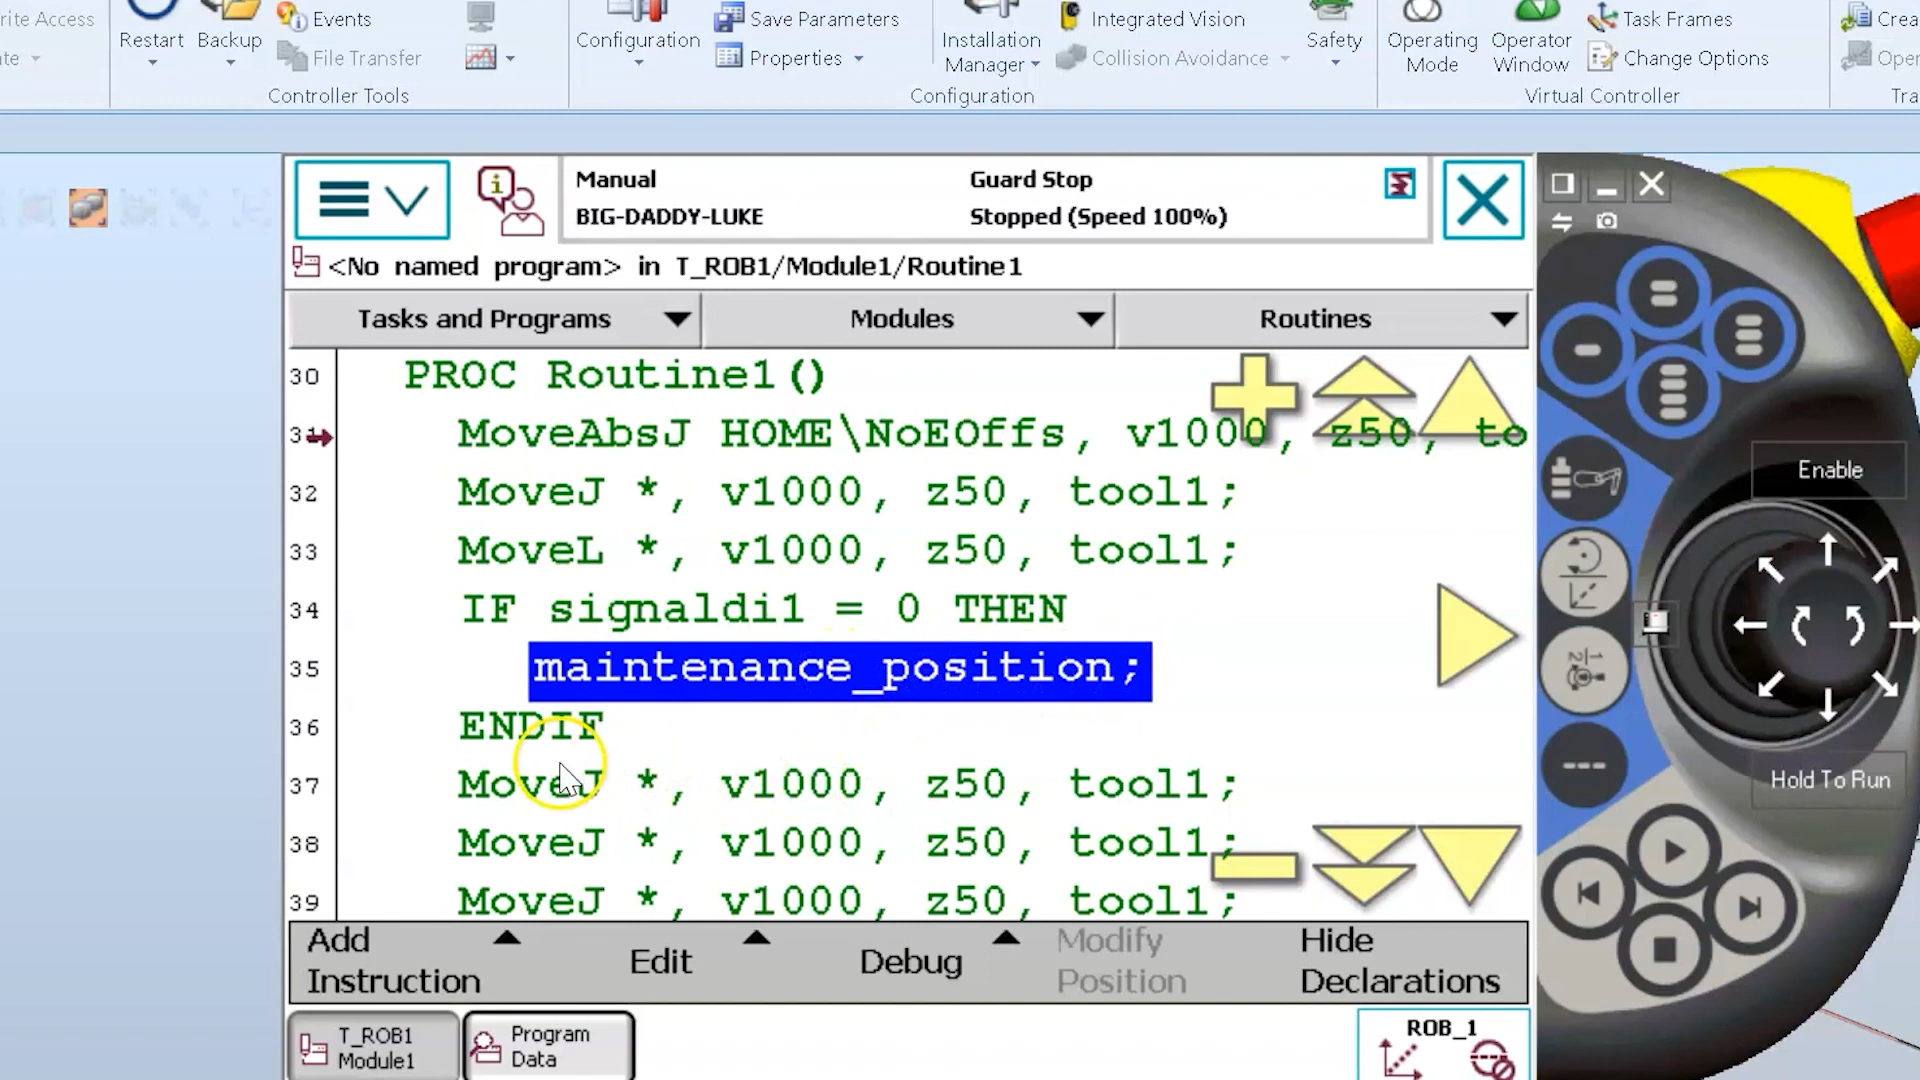 rite Access
Events
Save Parameters
Integrated Vision
Task Frames
Crea
Restart
Backup
Configuration
Installation
Manager
Safety
Operating
Mode
Operator
Window
te
File Transfer
Properties
Collision Avoidance
Change Options
Oper
Controller Tools
Configuration
Virtual Controller
Tra
Manual
BIG-DADDY-LUKE
Guard Stop
Stopped (Speed 100%)
<No named program> in T_ROB1/Module1/Routine1
Tasks and Programs
Modules
Routines
30 PROC Routine1()
31 MoveAbsJ HOME\NoEOffs, v1000, z50, to
32 MoveJ *, v1000, z50, tool1;
33 MoveL *, v1000, z50, tool1;
34 IF signaldi1 = 0 THEN
35 maintenance_position;
36 ENDIF
37 MoveJ *, v1000, z50, tool1;
38 MoveJ *, v1000, z50, tool1;
39 MoveJ *, v1000, z50, tool1;
Enable
Hold To Run
Add
Instruction
Edit
Debug
Modify
Position
Hide
Declarations
T_ROB1
Module1
Program
Data
ROB_1